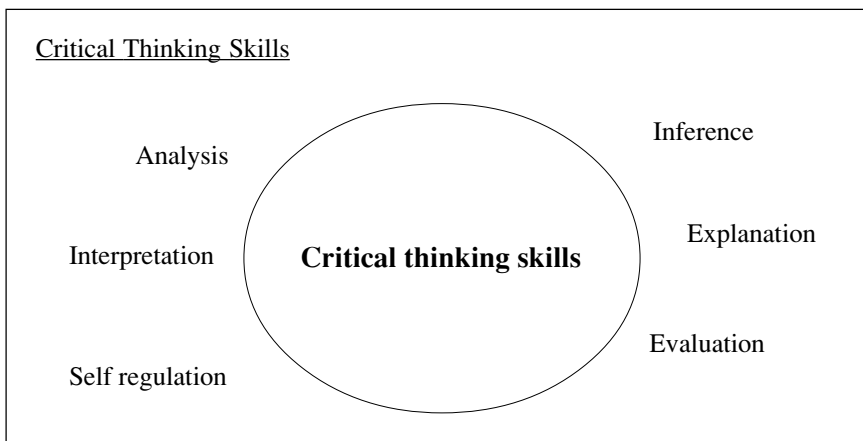 Critical Thinking Skills
Analysis
Inference
Interpretation
Critical thinking skills
Explanation
Self regulation
Evaluation